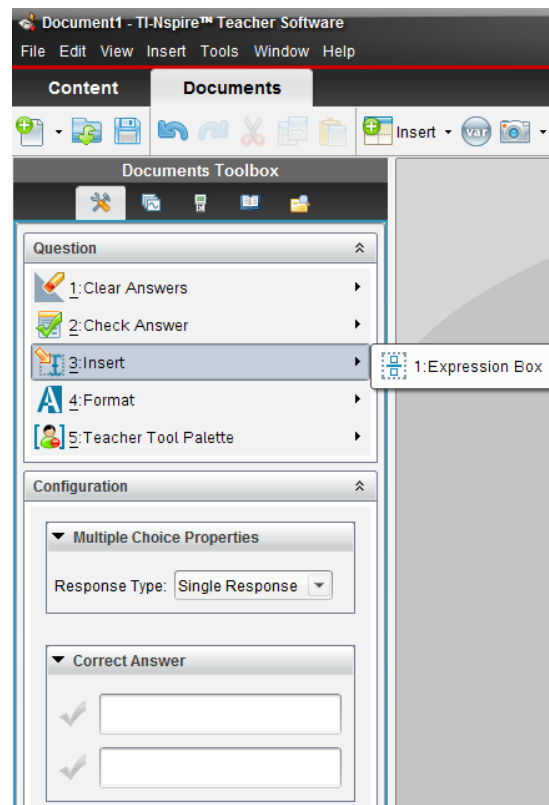 Document1 - TI-Nspire™ Teacher Software
File Edit View Insert Tools Window Help
Content Documents
Insert var
Documents Toolbox
Question
1:Clear Answers
2:Check Answer
3:Insert
1:Expression Box
4:Format
5:Teacher Tool Palette
Configuration
Multiple Choice Properties
Response Type: Single Response
Correct Answer